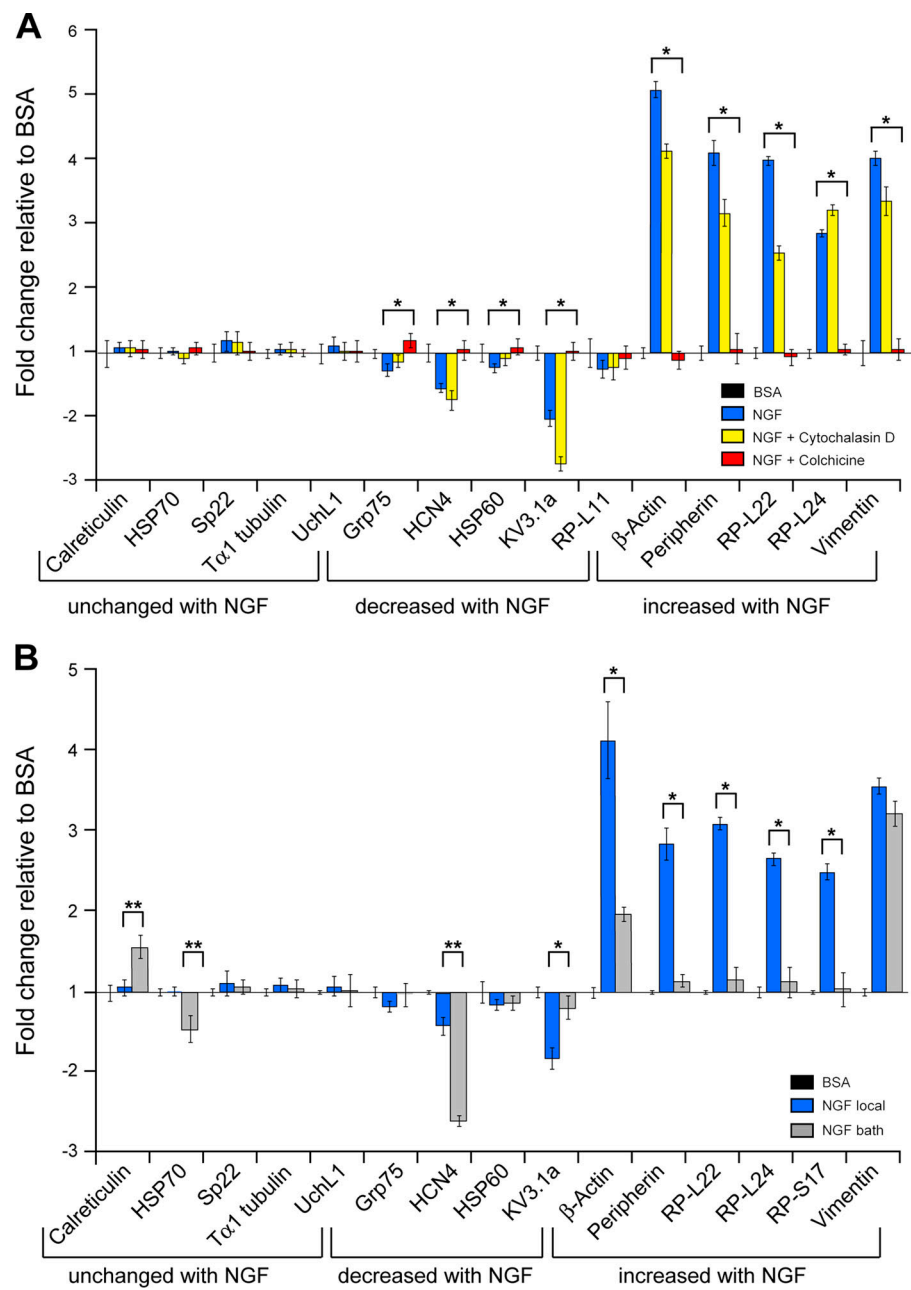 A
Fold change relative to BSA
6
5
4
3
2
1
-2
-3
*
*
*
*
*
*
*
*
*
BSA
NGF
NGF + Cytochalasin D
NGF + Colchicine
Calreticulin
HSP70
Sp22
Tα1 tubulin
UchL1
Grp75
HCN4
HSP60
KV3.1a
RP-L11
β-Actin
Peripherin
RP-L22
RP-L24
Vimentin
unchanged with NGF
decreased with NGF
increased with NGF
B
Fold change relative to BSA
5
4
3
2
1
-2
-3
**
**
**
*
*
*
*
*
*
BSA
NGF local
NGF bath
Calreticulin
HSP70
Sp22
Tα1 tubulin
UchL1
Grp75
HCN4
HSP60
KV3.1a
β-Actin
Peripherin
RP-L22
RP-L24
RP-S17
Vimentin
unchanged with NGF
decreased with NGF
increased with NGF